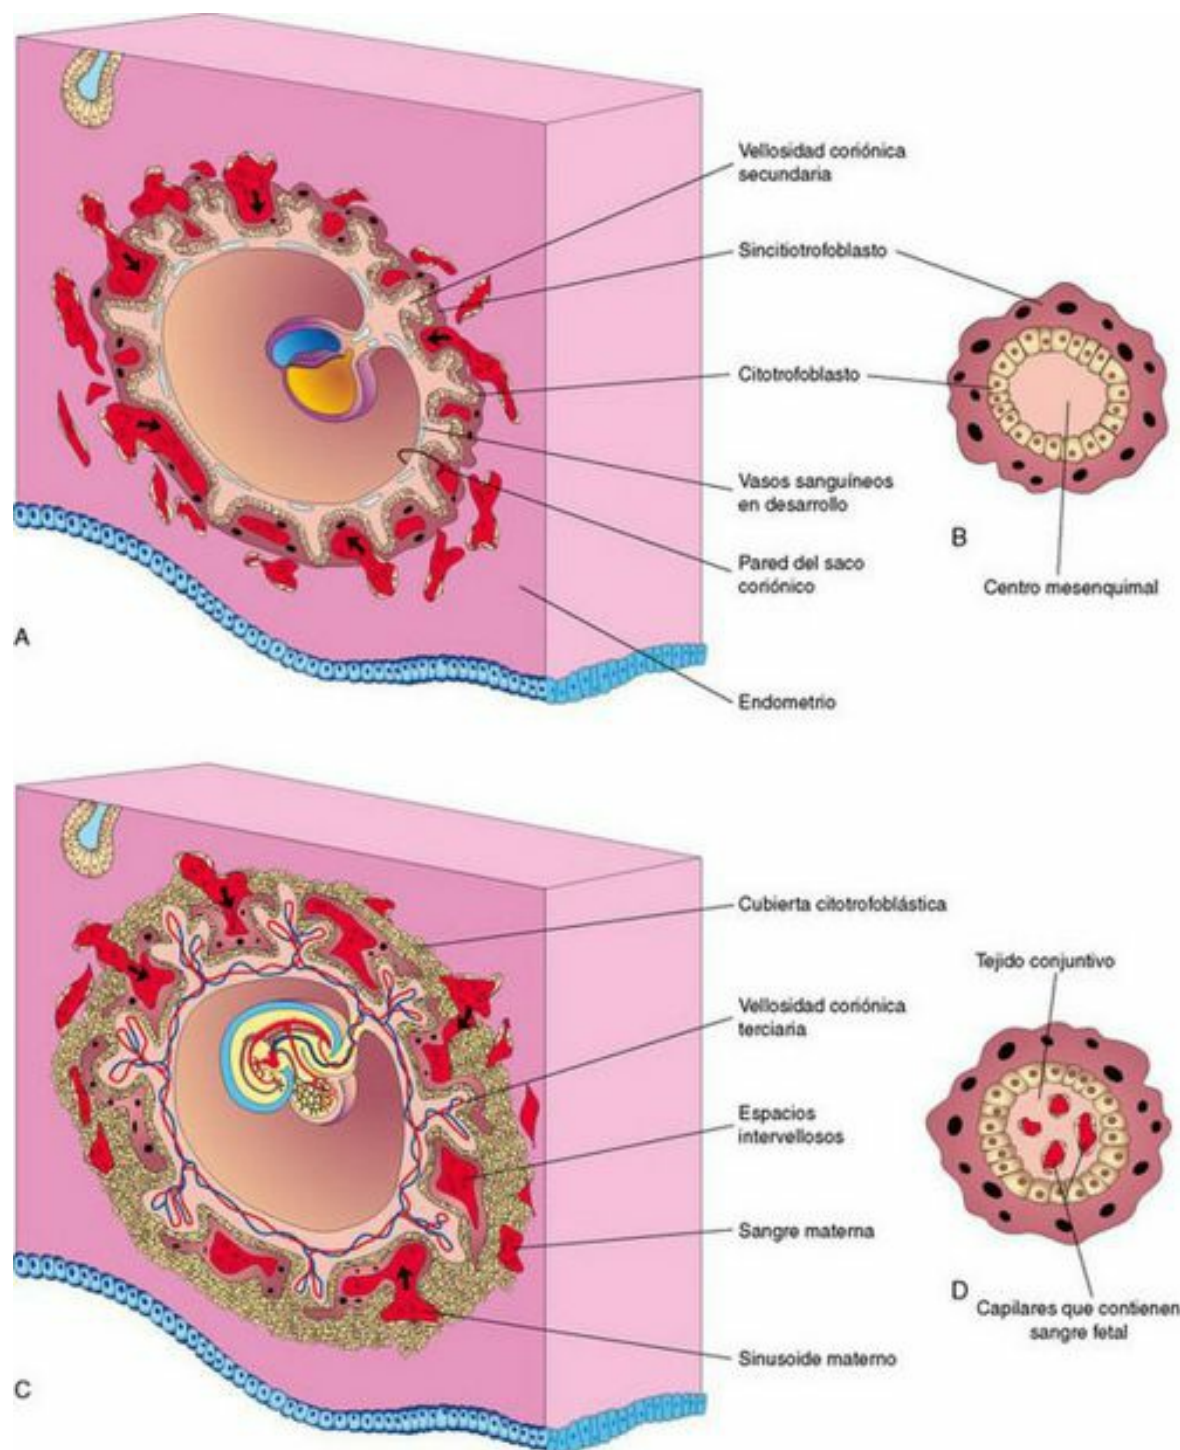 Vellosidad coriónica
secundaria
Sincitiotrofoblasto
Citotrofoblasto
Vasos sanguíneos
en desarrollo
B
Pared del saco
coriónico
Centro mesenquimal
A
Endometrio
Cubierta citotrofoblástica
Tejido conjuntivo
Vellosidad coriónica
terciaria
Espacios
intervellosos
Sangre materna
D
Capilares que contienen
sangre fetal
Sinusoide materno
C